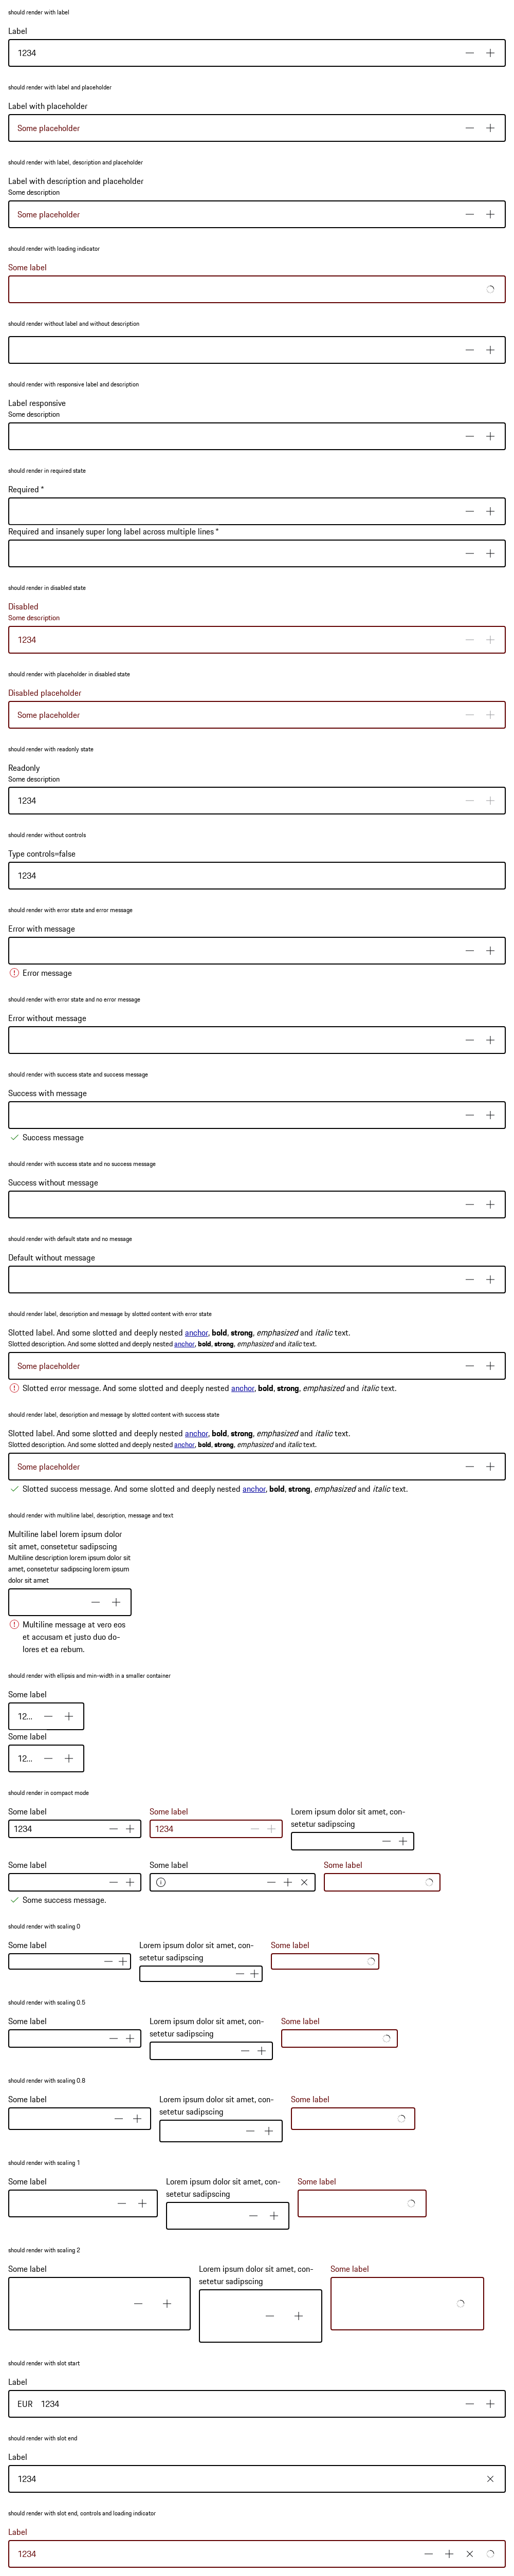 should render with label
Label
1234
should render with label and placeholder
Label with placeholder
Some placeholder
should render with label, description and placeholder
Label with description and placeholder
Some description
Some placeholder
should render with loading indicator
Some label
should render without label and without description
should render with responsive label and description
Label responsive
Some description
should render in required state
Required *
Required and insanely super long label across multiple lines *
should render in disabled state
Disabled
Some description
1234
should render with placeholder in disabled state
Disabled placeholder
Some placeholder
should render with readonly state
Readonly
Some description
1234
should render without controls
Type controls=false
1234
should render with error state and error message
Error with message
Error message
should render with error state and no error message
Error without message
should render with success state and success message
Success with message
Success message
should render with success state and no success message
Success without message
should render with default state and no message
Default without message
should render label, description and message by slotted content with error state
Slotted label. And some slotted and deeply nested anchor, bold, strong, emphasized and italic text.
Slotted description. And some slotted and deeply nested anchor, bold, strong, emphasized and italic text.
Some placeholder
Slotted error message. And some slotted and deeply nested anchor, bold, strong, emphasized and italic text.
should render label, description and message by slotted content with success state
Slotted label. And some slotted and deeply nested anchor, bold, strong, emphasized and italic text.
Slotted description. And some slotted and deeply nested anchor, bold, strong, emphasized and italic text.
Some placeholder
Slotted success message. And some slotted and deeply nested anchor, bold, strong, emphasized and italic text.
should render with multiline label, description, message and text
Multiline label lorem ipsum dolor
sit amet, consetetur sadipscing
Multiline description lorem ipsum dolor sit
amet, consetetur sadipscing lorem ipsum
dolor sit amet
Multiline message at vero eos
et accusam et justo duo do-
lores et ea rebum.
should render with ellipsis and min-width in a smaller container
Some label
12...
Some label
12...
should render in compact mode
Some label
1234
Some label
1234
Lorem ipsum dolor sit amet, con-
setetur sadipscing
Some label
Some success message.
Some label
Some label
should render with scaling 0
Some label
Lorem ipsum dolor sit amet, con-
setetur sadipscing
Some label
should render with scaling 0.5
Some label
Lorem ipsum dolor sit amet, con-
setetur sadipscing
Some label
should render with scaling 0.8
Some label
Lorem ipsum dolor sit amet, con-
setetur sadipscing
Some label
should render with scaling 1
Some label
Lorem ipsum dolor sit amet, con-
setetur sadipscing
Some label
should render with scaling 2
Some label
Lorem ipsum dolor sit amet, con-
setetur sadipscing
Some label
should render with slot start
Label
EUR 1234
should render with slot end
Label
1234
should render with slot end, controls and loading indicator
Label
1234